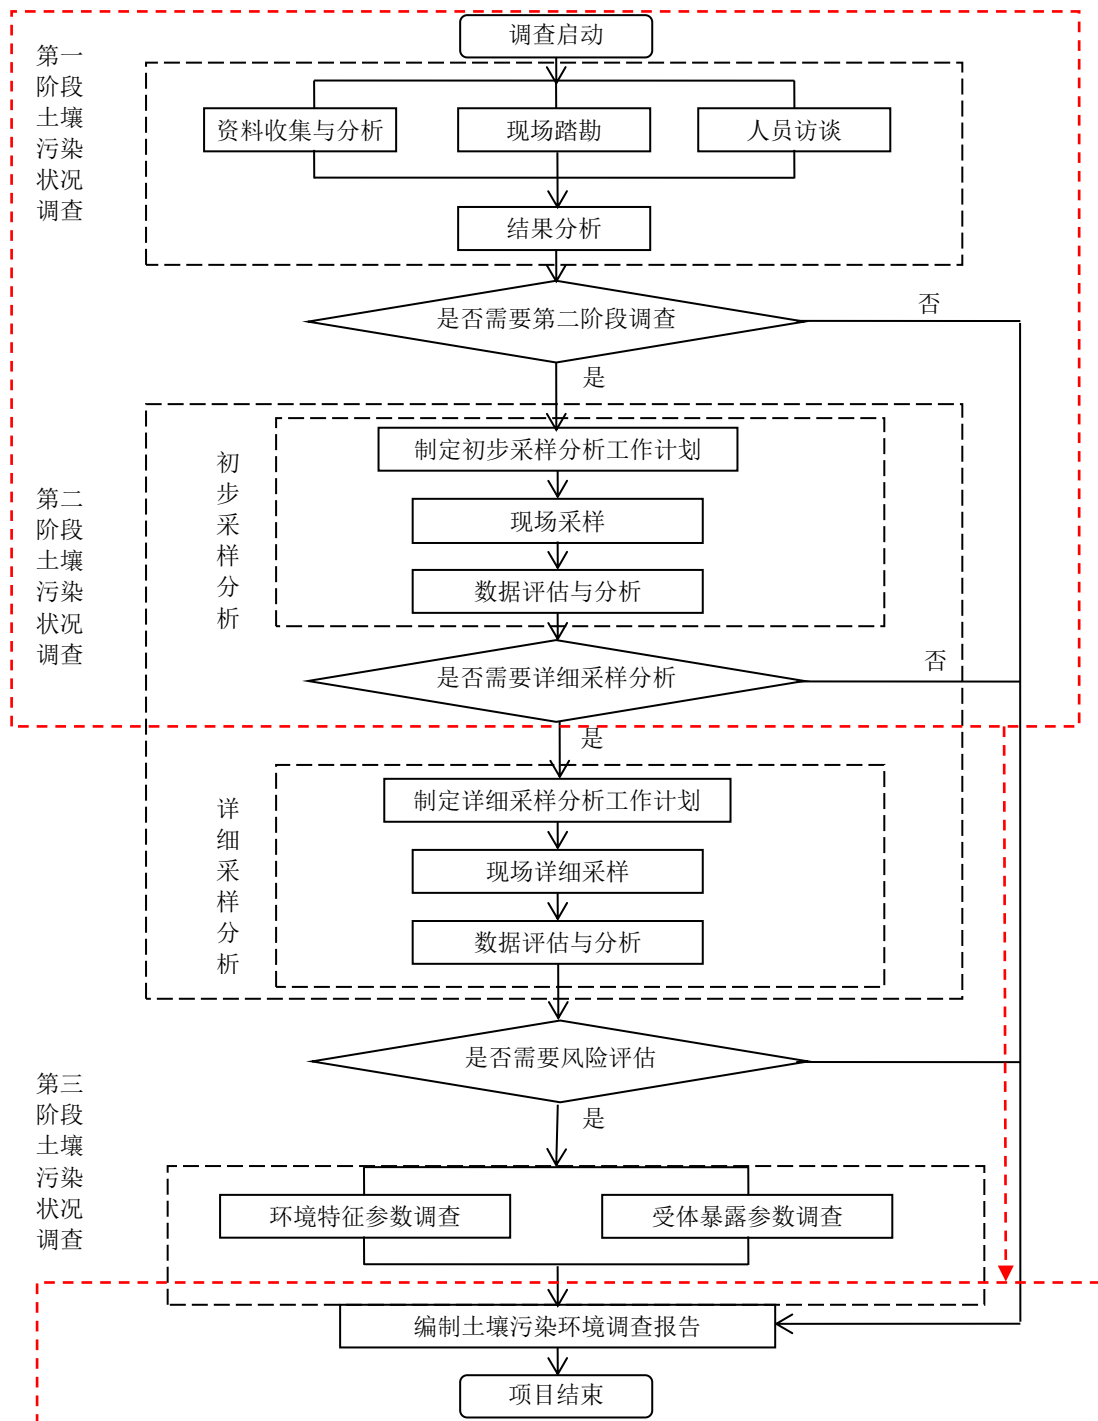 调查启动
第一
阶段
土壤
污染
状况
调查
资料收集与分析
现场踏勘
人员访谈
结果分析
是否需要第二阶段调查
否
是
第二
阶段
土壤
污染
状况
调查
初
步
采
样
分
析
制定初步采样分析工作计划
现场采样
数据评估与分析
是否需要详细采样分析
否
是
详
细
采
样
分
析
制定详细采样分析工作计划
现场详细采样
数据评估与分析
是否需要风险评估
是
第三
阶段
土壤
污染
状况
调查
环境特征参数调查
受体暴露参数调查
编制土壤污染环境调查报告
项目结束